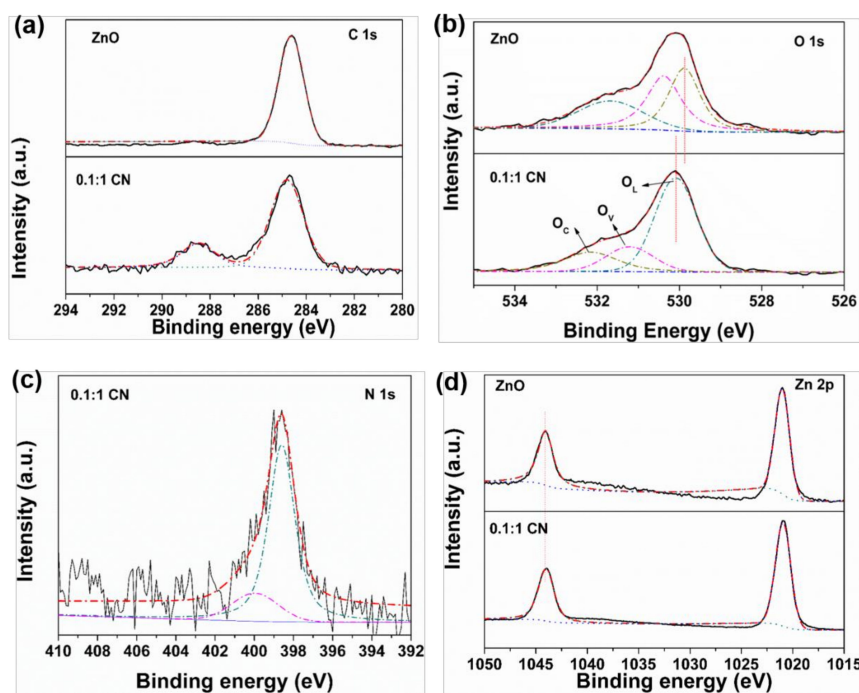 (a)
ZnO
C 1s
0.1:1 CN
Intensity (a.u.)
Intensity (a.u.)
294 292 290 288 286 284 282 280
Binding energy (eV)
(b)
ZnO
O 1s
0.1:1 CN
OL
OV
OC
Intensity (a.u.)
Intensity (a.u.)
534 532 530 528 526
Binding Energy (eV)
(c)
0.1:1 CN
N 1s
Intensity (a.u.)
410 408 406 404 402 400 398 396 394 392
Binding energy (eV)
(d)
ZnO
Zn 2p
0.1:1 CN
Intensity (a.u.)
Intensity (a.u.)
1050 1045 1040 1035 1030 1025 1020 1015
Binding energy (eV)